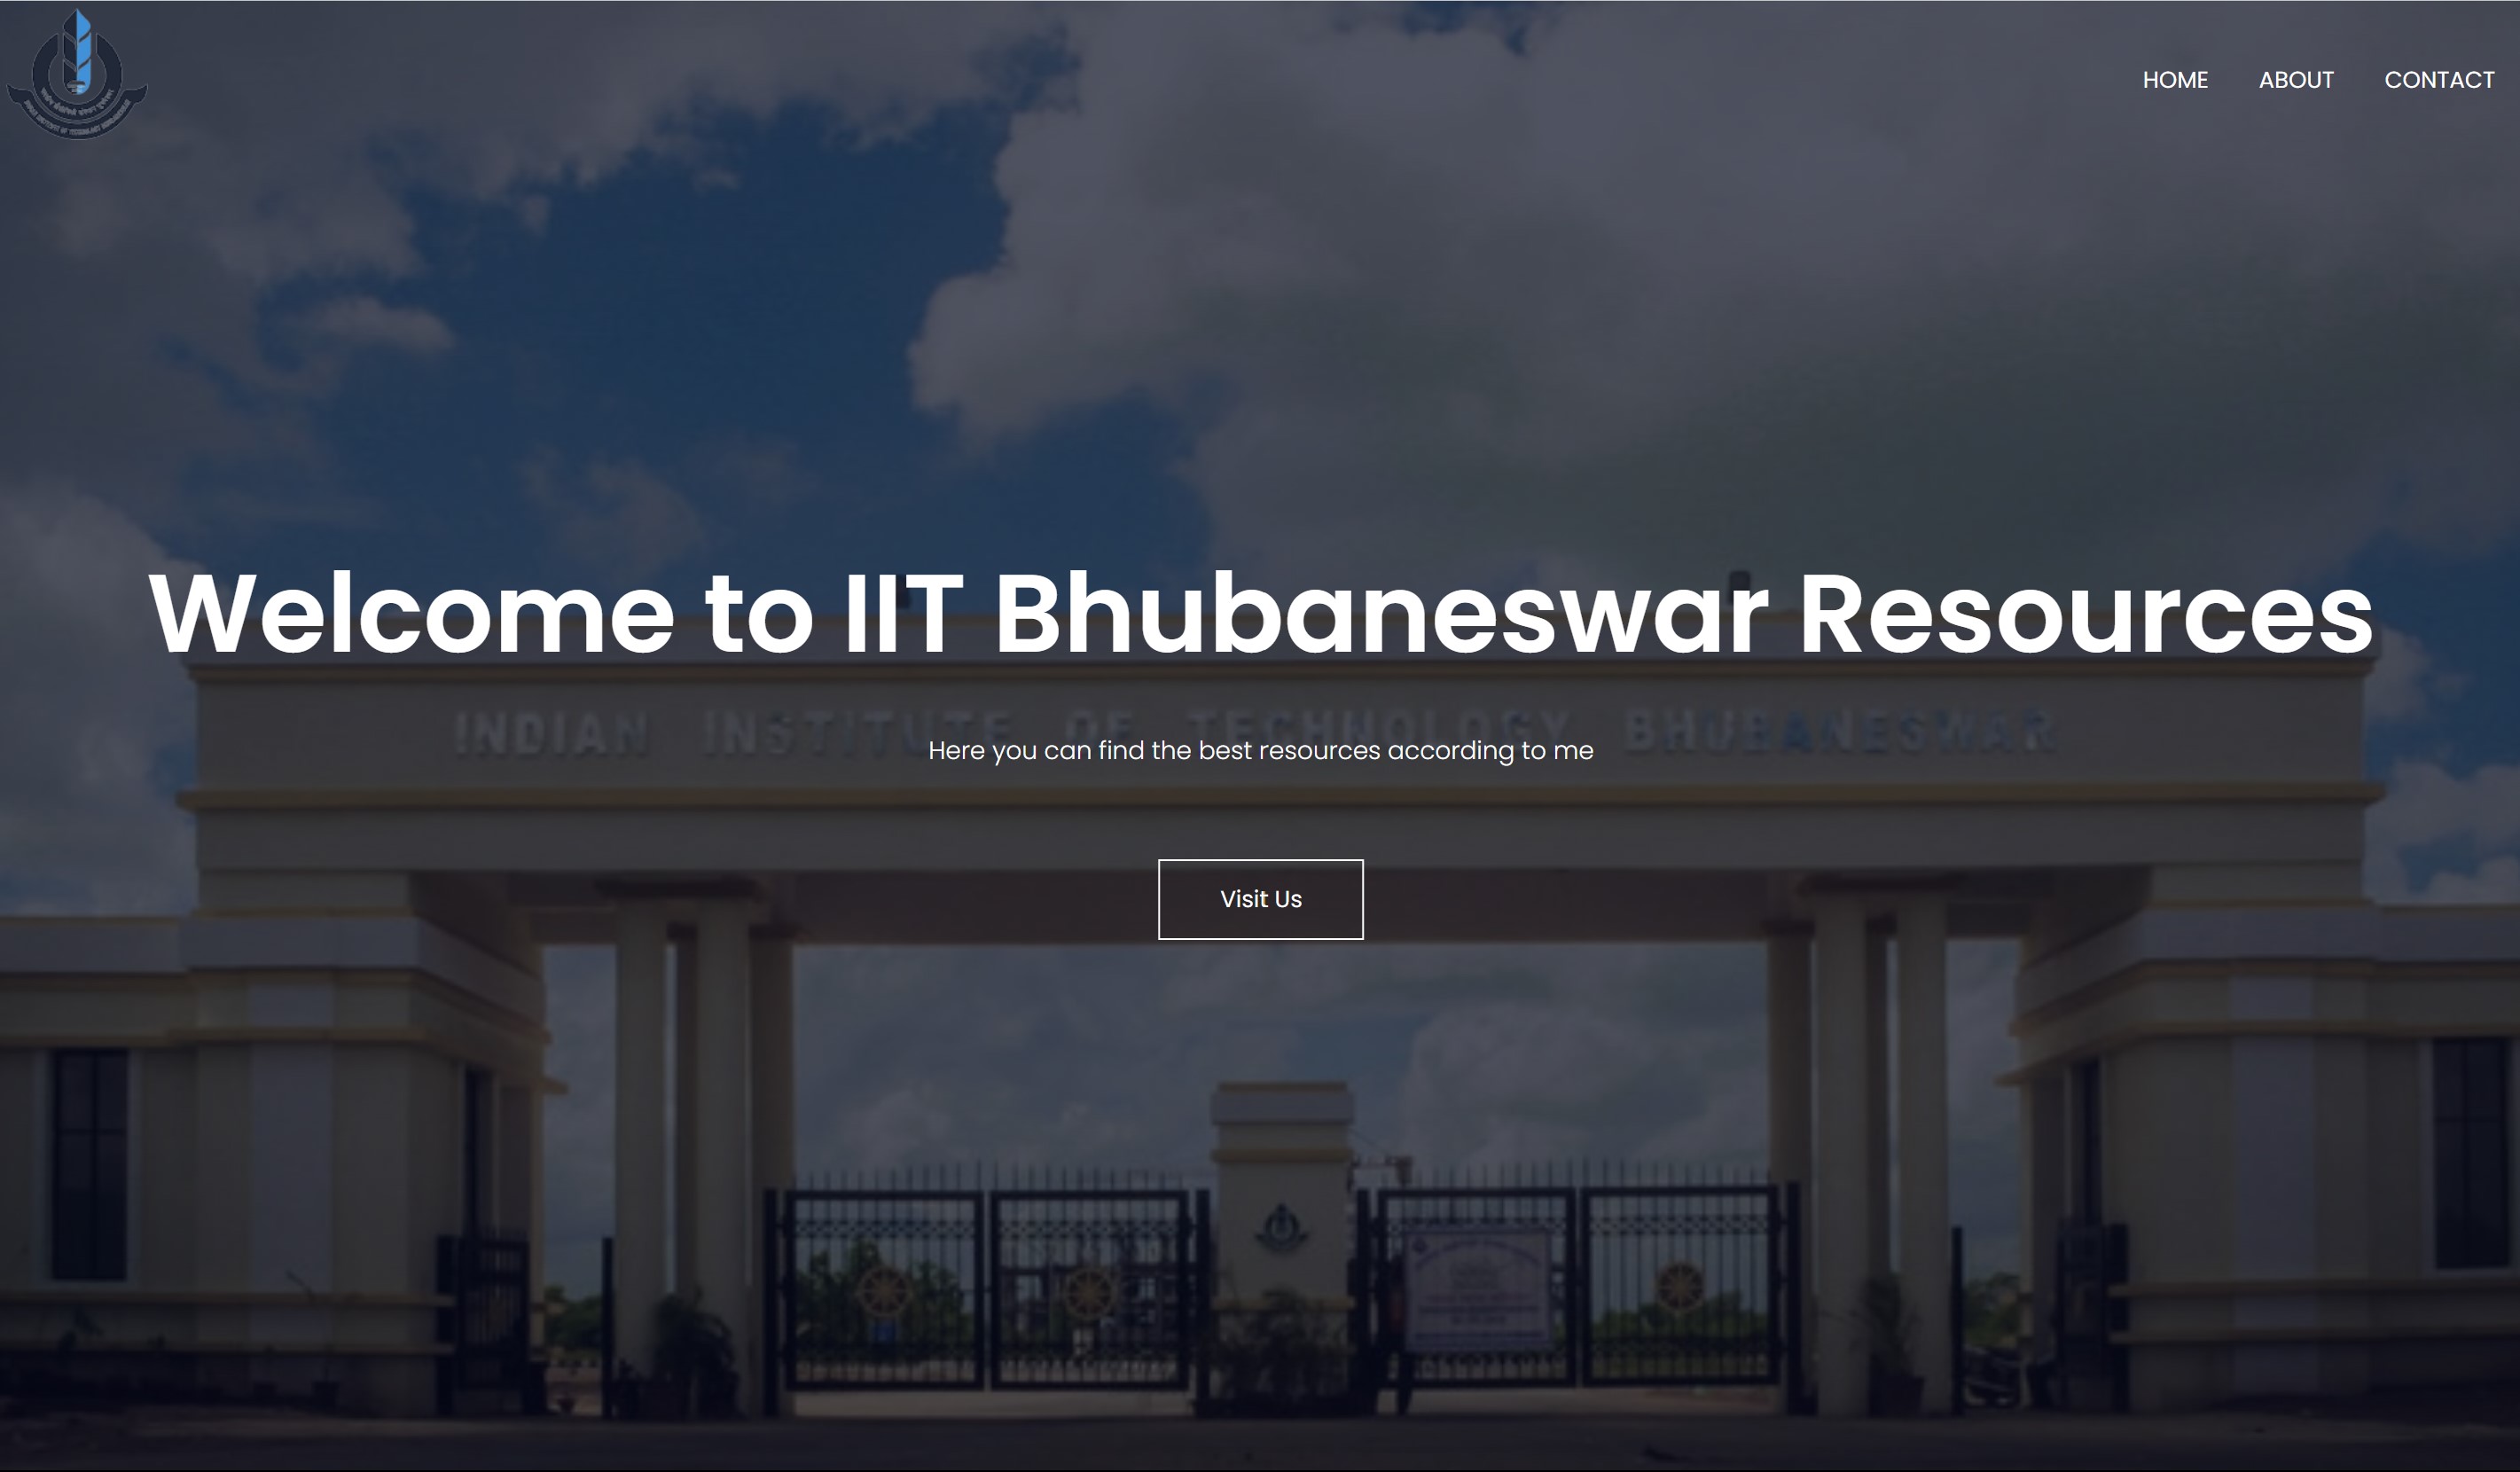 HOME ABOUT CONTACT
Welcome to IIT Bhubaneswar Resources
INDIAN INSTITUTE OF TECHNOLOGY BHUBANESWAR
Here you can find the best resources according to me
Visit Us